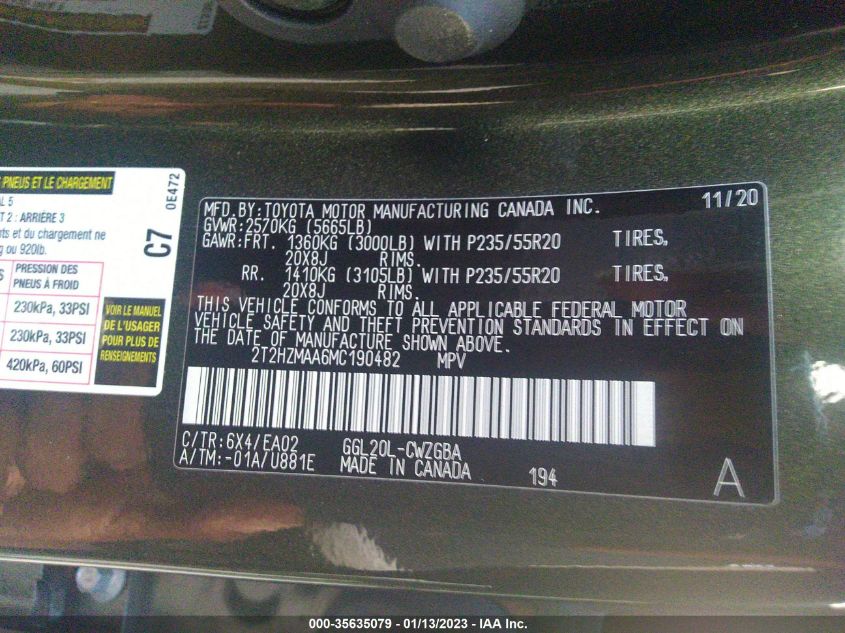 PNEUS ET LE CHARGEMENT
AL 5
T 2 : ARRIÈRE 3
nts et du chargement ne
g ou 920lb.
PRESSION DES
PNEUS À FROID
230kPa, 33PSI
230kPa, 33PSI
420kPa, 60PSI
VOIR LE MANUEL
DE L'USAGER
POUR PLUS DE
RENSEIGNEMENTS
C7
0E472
MFD.BY:TOYOTA MOTOR MANUFACTURING CANADA INC. 11/20
GVWR:2570KG (5665LB)
GAWR:FRT. 1360KG (3000LB) WITH P235/55R20 TIRES,
20X8J RIMS.
RR. 1410KG (3105LB) WITH P235/55R20 TIRES,
20X8J RIMS.
THIS VEHICLE CONFORMS TO ALL APPLICABLE FEDERAL MOTOR
VEHICLE SAFETY AND THEFT PREVENTION STANDARDS IN EFFECT ON
THE DATE OF MANUFACTURE SHOWN ABOVE.
2T2HZMAA6MC190482 MPV
C/TR:6X4/EA02 GGL20L-CWZGBA
A/TM:-01A/U881E MADE IN CANADA 194 A
000-35635079 - 01/13/2023 - IAA Inc.